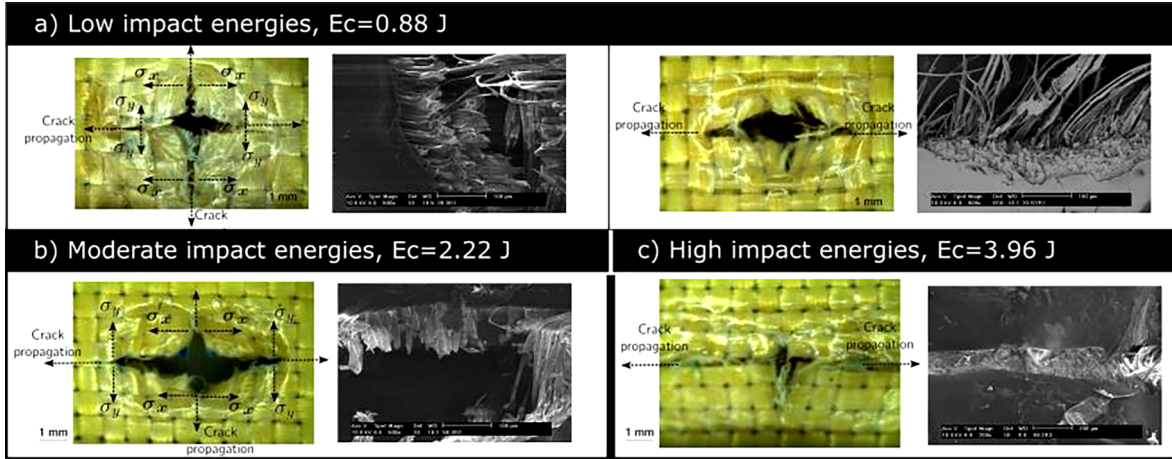 a) Low impact energies, Ec=0.88 J
σx σx
σy σy
Crack
propagation
σy σy
σx σx
1 mm
Crack
100 µm
Crack
propagation
Crack
propagation
1 mm
b) Moderate impact energies, Ec=2.22 J
σy σx σx σy
Crack
propagation
σy σx σx σy
1 mm
Crack
propagation
c) High impact energies, Ec=3.96 J
Crack
propagation
Crack
propagation
1 mm